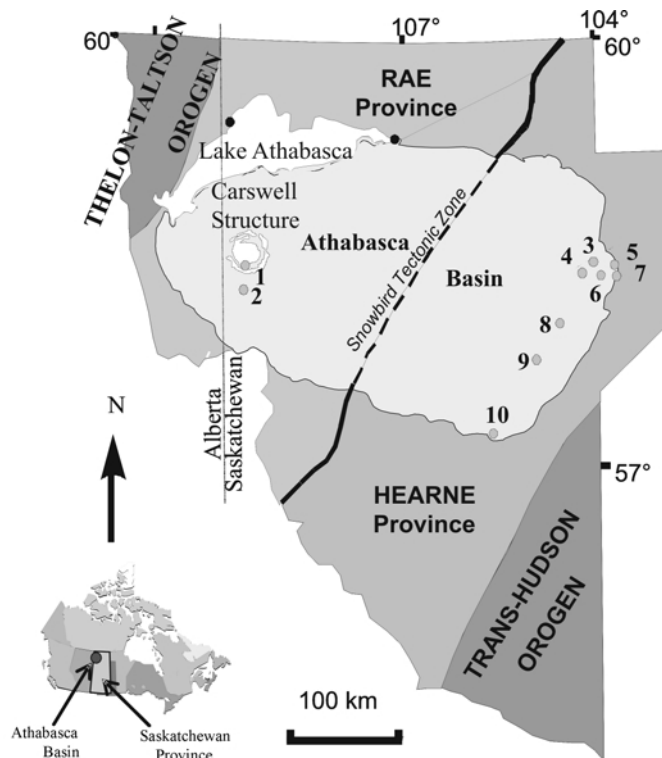 60°
107°
104°
60°
THELON-TALTSON
OROGEN
RAE
Province
Lake Athabasca
Carswell
Structure
Athabasca
Basin
Snowbird Tectonic Zone
1
2
3
4
5
6
7
8
9
10
Alberta
Saskatchewan
N
57°
HEARNE
Province
TRANS-HUDSON
OROGEN
100 km
Athabasca
Basin
Saskatchewan
Province